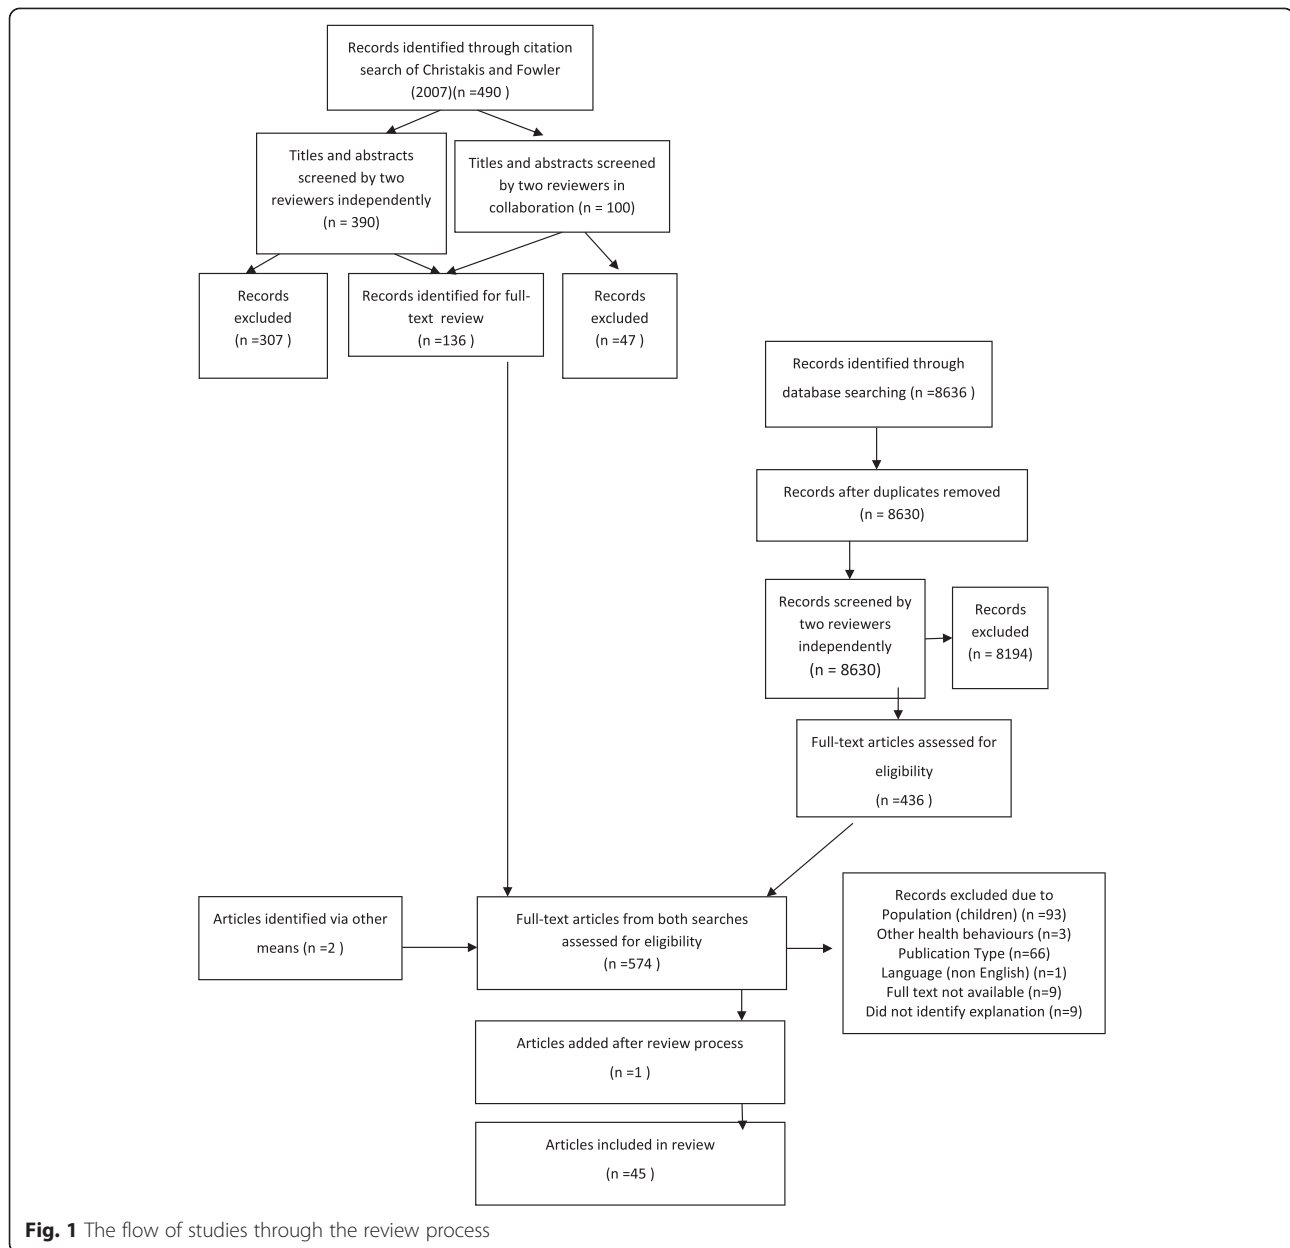 Records identified through citation
search of Christakis and Fowler
(2007)(n =490 )
Titles and abstracts
screened by two
reviewers independently
(n = 390)
Titles and abstracts screened
by two reviewers in
collaboration (n = 100)
Records
excluded
(n =307 )
Records identified for full-
text review
(n =136 )
Records
excluded
(n =47 )
Records identified through
database searching (n =8636 )
Records after duplicates removed
(n = 8630)
Records screened by
two reviewers
independently
(n = 8630)
Records
excluded
(n = 8194)
Full-text articles assessed for
eligibility
(n =436 )
Articles identified via other
means (n =2 )
Full-text articles from both searches
assessed for eligibility
(n =574 )
Records excluded due to
Population (children) (n =93)
Other health behaviours (n=3)
Publication Type (n=66)
Language (non English) (n=1)
Full text not available (n=9)
Did not identify explanation (n=9)
Articles added after review process
(n =1 )
Articles included in review
(n =45 )
Fig. 1 The flow of studies through the review process